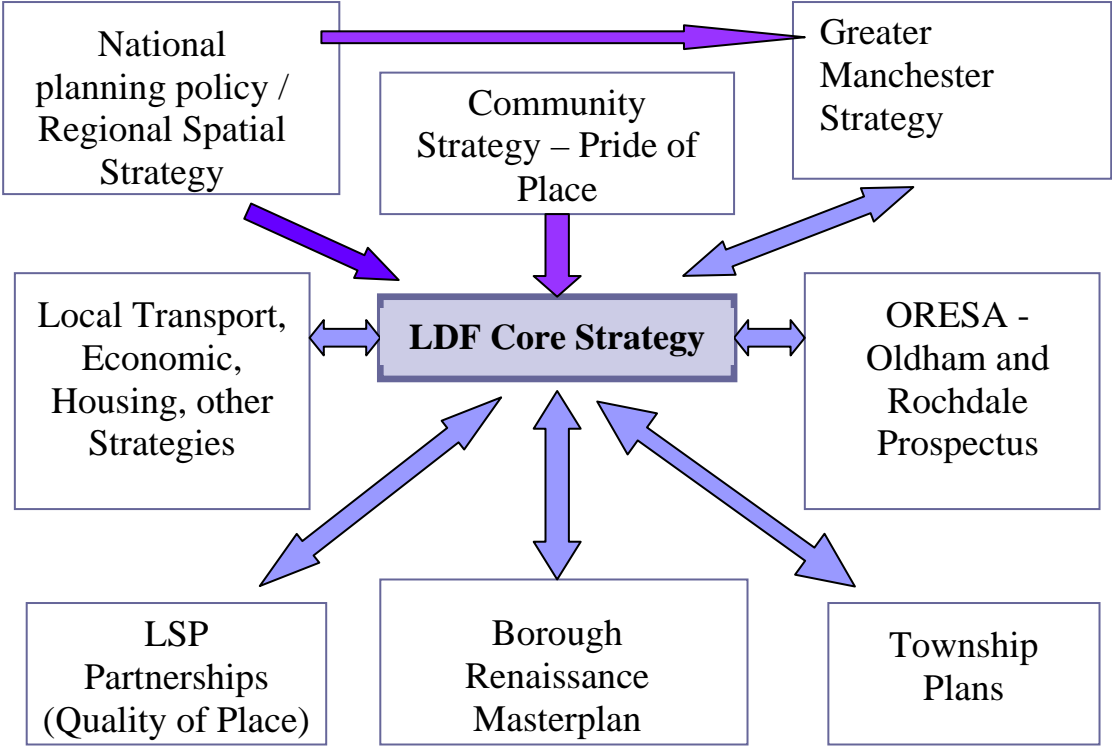 National
planning policy /
Regional Spatial
Strategy
Community
Strategy – Pride of
Place
Greater
Manchester
Strategy
Local Transport,
Economic,
Housing, other
Strategies
LDF Core Strategy
ORESA -
Oldham and
Rochdale
Prospectus
LSP
Partnerships
(Quality of Place)
Borough
Renaissance
Masterplan
Township
Plans